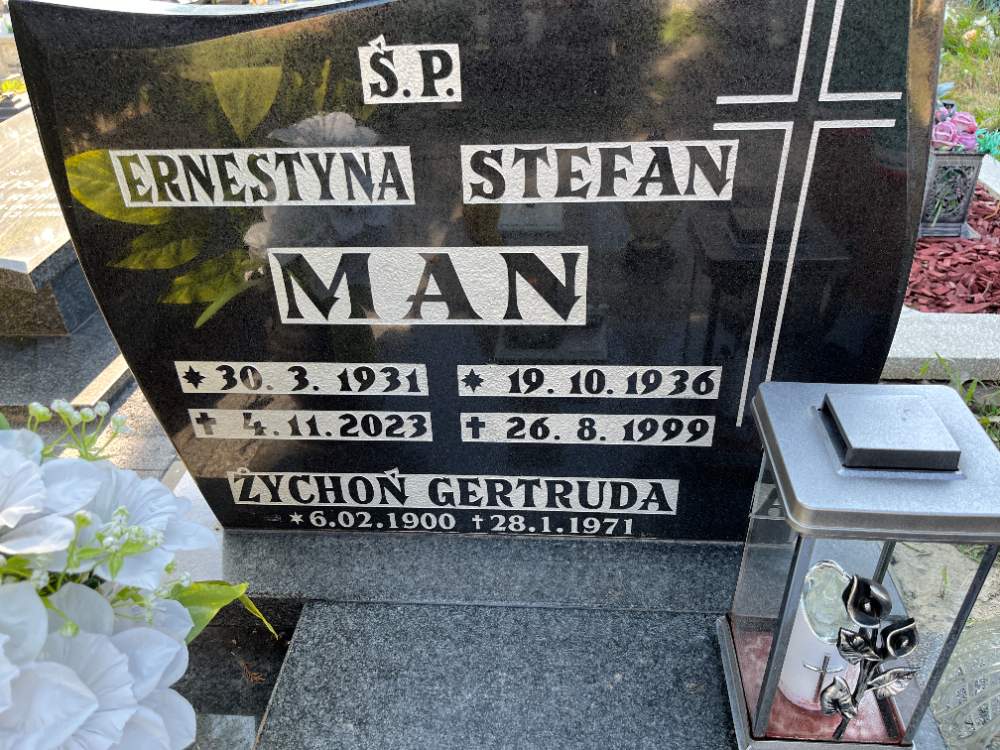 Ś.P.
ERNESTYNA STEFAN
MAN
* 30. 3. 1931 * 19. 10. 1936
✝ 4. 11. 2023 ✝ 26. 8. 1999
ŻYCHOŃ GERTRUDA
* 6.02.1900 ✝ 28.1.1971